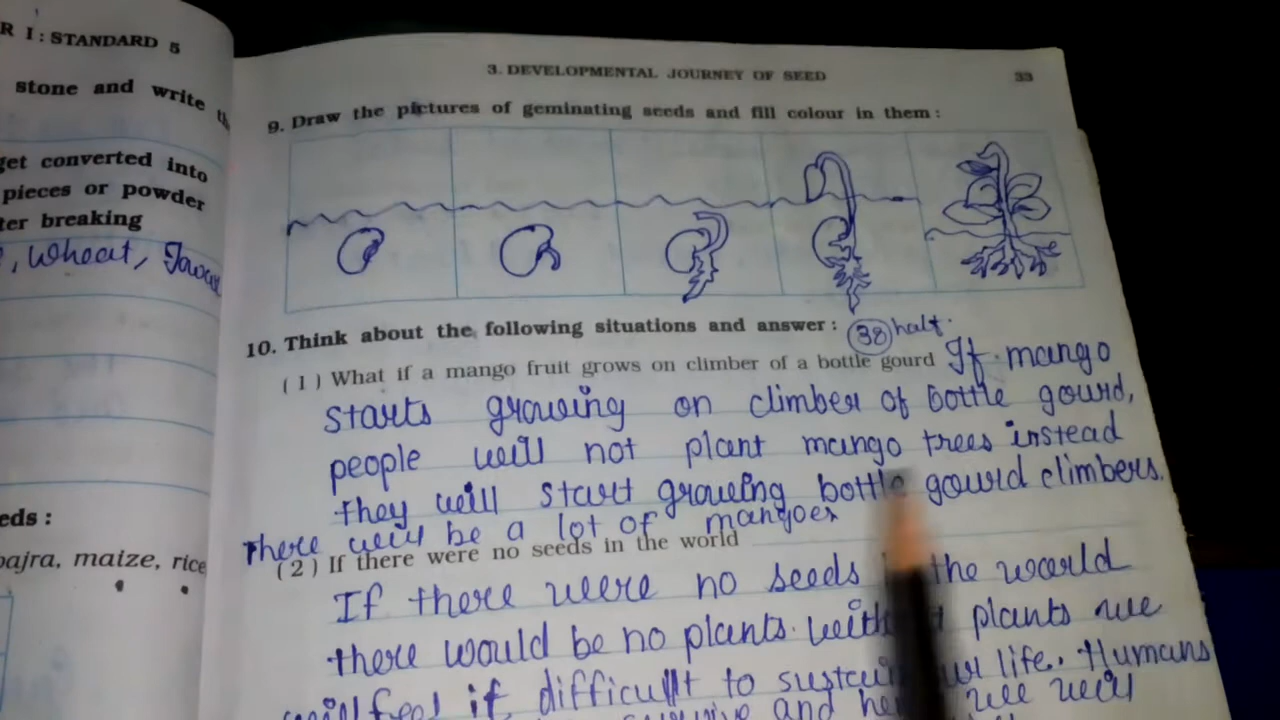 R I : STANDARD 5
stone and write
get converted into
pieces or powder
ter breaking
, Wheat,
eds :
bajra, maize, rice
3. DEVELOPMENTAL JOURNEY OF SEED 33
9. Draw the pictures of geminating seeds and fill colour in them :
10. Think about the following situations and answer : 38 halt.
( 1 ) What if a mango fruit grows on climber of a bottle gourd If mango
starts growing on climber of bottle gourd,
people will not plant mango trees instead
they will start growing bottle gourd climbers.
There will be a lot of mangoes
( 2 ) If there were no seeds in the world
If there were no seeds the world
there would be no plants. plants we
will feel it difficult to life. Humans
and we will